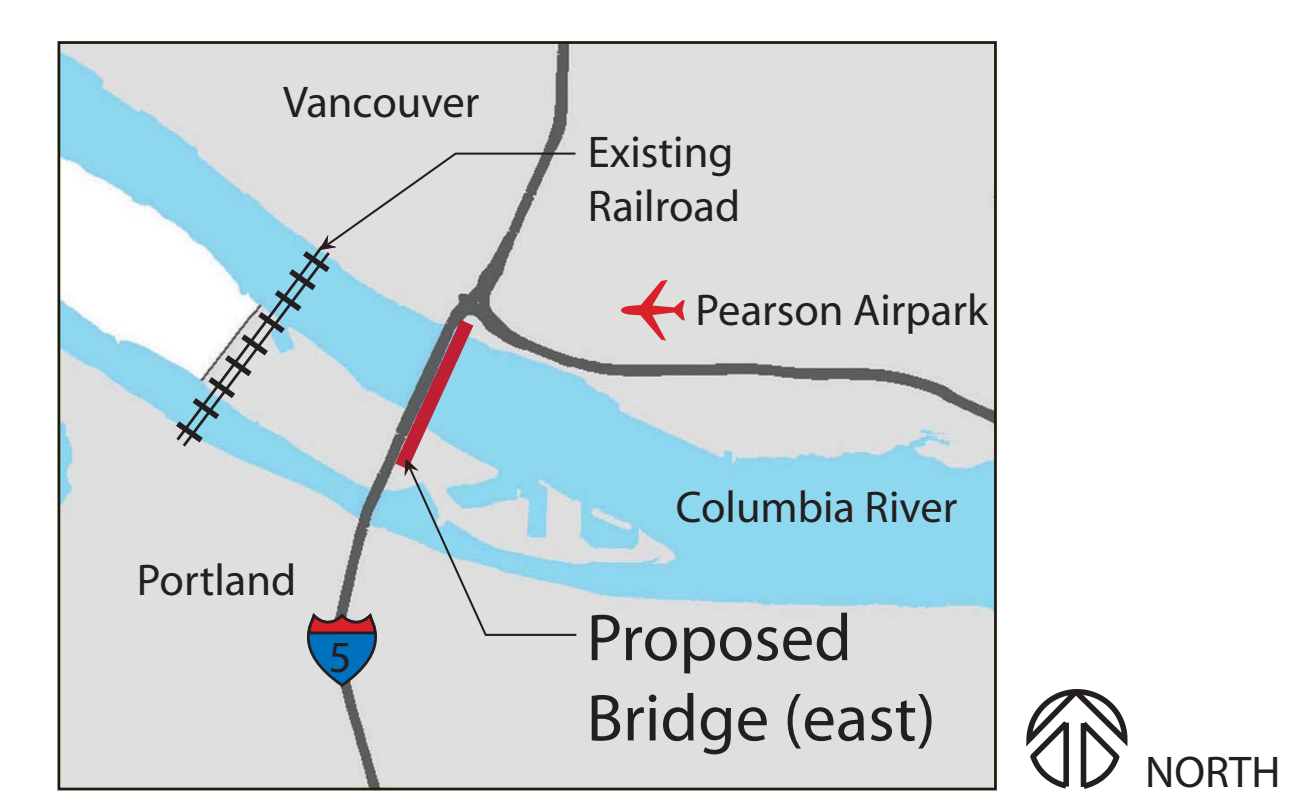 Vancouver
Existing
Railroad
Pearson Airpark
Columbia River
Portland
5
Proposed
Bridge (east)
NORTH